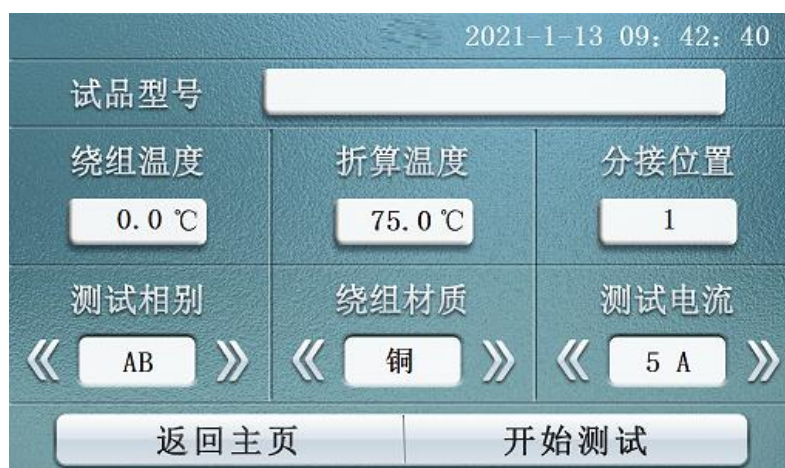 2021-1-13 09:42:40
试品型号
绕组温度 折算温度 分接位置
0.0 ℃ 75.0 ℃ 1
测试相别 绕组材质 测试电流
《 AB 》 《 铜 》 《 5 A 》
返回主页 开始测试